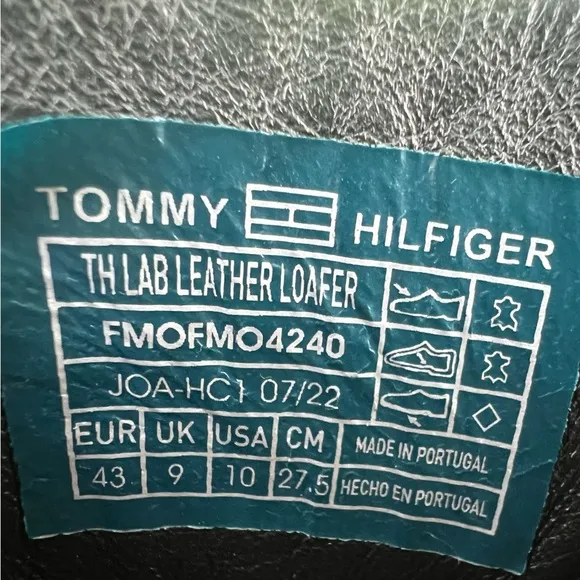 TOMMY HILFIGER
TH LAB LEATHER LOAFER
FMOFMO4240
JOA-HC1 07/22
EUR UK USA CM MADE IN PORTUGAL
43 9 10 27.5 HECHO EN PORTUGAL